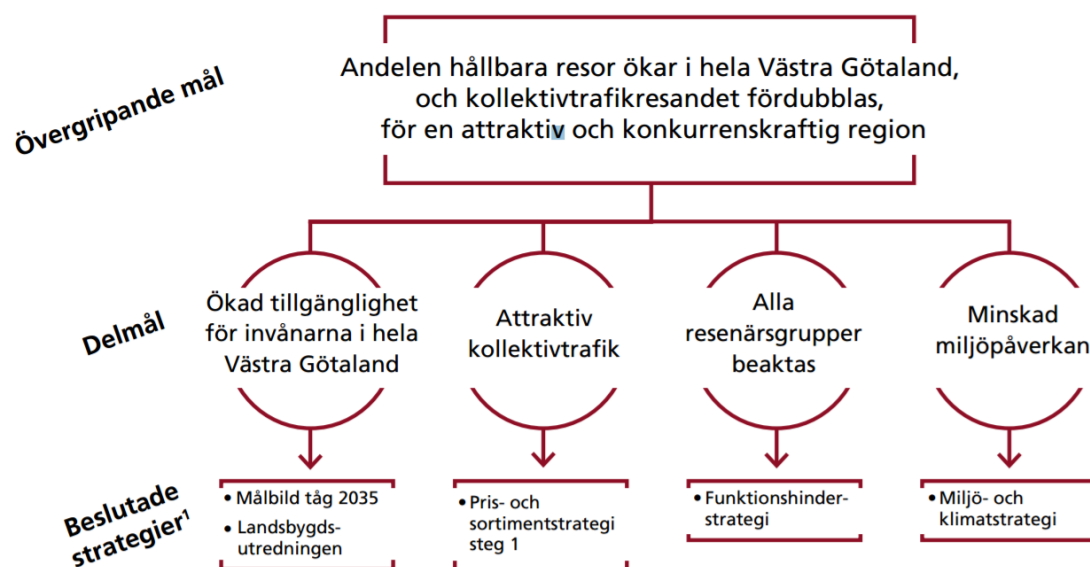 Övergripande mål
Andelen hållbara resor ökar i hela Västra Götaland,
och kollektivtrafikresandet fördubblas,
för en attraktiv och konkurrenskraftig region
Delmål
Ökad tillgänglighet
för invånarna i hela
Västra Götaland
Attraktiv
kollektivtrafik
Alla
resenärsgrupper
beaktas
Minskad
miljöpåverkan
Beslutade
strategier¹
• Målbild tåg 2035
• Landsbygds-
utredningen
• Pris- och
sortimentstrategi
steg 1
• Funktionshinder-
strategi
• Miljö- och
klimatstrategi